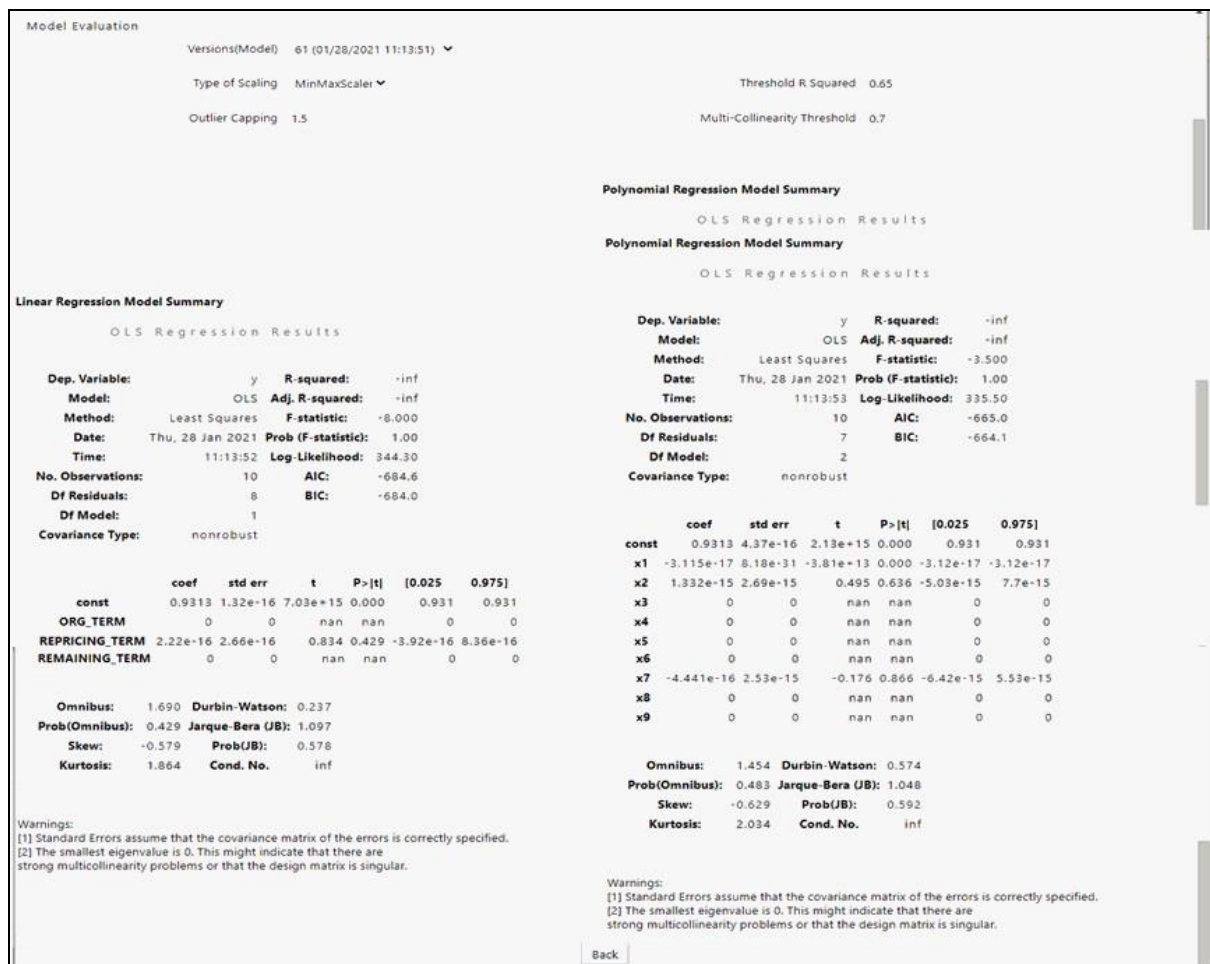 Model Evaluation
Versions(Model) 61 (01/28/2021 11:13:51)
Type of Scaling MinMaxScaler
Threshold R Squared 0.65
Outlier Capping 1.5
Multi-Collinearity Threshold 0.7
Polynomial Regression Model Summary
OLS Regression Results
Polynomial Regression Model Summary
OLS Regression Results
Linear Regression Model Summary
OLS Regression Results
Dep. Variable: y R-squared: -inf
Model: OLS Adj. R-squared: -inf
Method: Least Squares F-statistic: -8.000
Date: Thu, 28 Jan 2021 Prob (F-statistic): 1.00
Time: 11:13:52 Log-Likelihood: 344.30
No. Observations: 10 AIC: -684.6
Df Residuals: 8 BIC: -684.0
Df Model: 1
Covariance Type: nonrobust
coef std err t P>|t| [0.025 0.975]
const 0.9313 1.32e-16 7.03e+15 0.000 0.931 0.931
ORG_TERM 0 0 nan nan 0 0
REPRICING_TERM 2.22e-16 2.66e-16 0.834 0.429 -3.92e-16 8.36e-16
REMAINING_TERM 0 0 nan nan 0 0
Omnibus: 1.690 Durbin-Watson: 0.237
Prob(Omnibus): 0.429 Jarque-Bera (JB): 1.097
Skew: -0.579 Prob(JB): 0.578
Kurtosis: 1.864 Cond. No. inf
Warnings:
[1] Standard Errors assume that the covariance matrix of the errors is correctly specified.
[2] The smallest eigenvalue is 0. This might indicate that there are
strong multicollinearity problems or that the design matrix is singular.
Dep. Variable: y R-squared: -inf
Model: OLS Adj. R-squared: -inf
Method: Least Squares F-statistic: -3.500
Date: Thu, 28 Jan 2021 Prob (F-statistic): 1.00
Time: 11:13:53 Log-Likelihood: 335.50
No. Observations: 10 AIC: -665.0
Df Residuals: 7 BIC: -664.1
Df Model: 2
Covariance Type: nonrobust
coef std err t P>|t| [0.025 0.975]
const 0.9313 4.37e-16 2.13e+15 0.000 0.931 0.931
x1 -3.115e-17 8.18e-31 -3.81e+13 0.000 -3.12e-17 -3.12e-17
x2 1.332e-15 2.69e-15 0.495 0.636 -5.03e-15 7.7e-15
x3 0 0 nan nan 0 0
x4 0 0 nan nan 0 0
x5 0 0 nan nan 0 0
x6 0 0 nan nan 0 0
x7 -4.441e-16 2.53e-15 -0.176 0.866 -6.42e-15 5.53e-15
x8 0 0 nan nan 0 0
x9 0 0 nan nan 0 0
Omnibus: 1.454 Durbin-Watson: 0.574
Prob(Omnibus): 0.483 Jarque-Bera (JB): 1.048
Skew: -0.629 Prob(JB): 0.592
Kurtosis: 2.034 Cond. No. inf
Warnings:
[1] Standard Errors assume that the covariance matrix of the errors is correctly specified.
[2] The smallest eigenvalue is 0. This might indicate that there are
strong multicollinearity problems or that the design matrix is singular.
Back